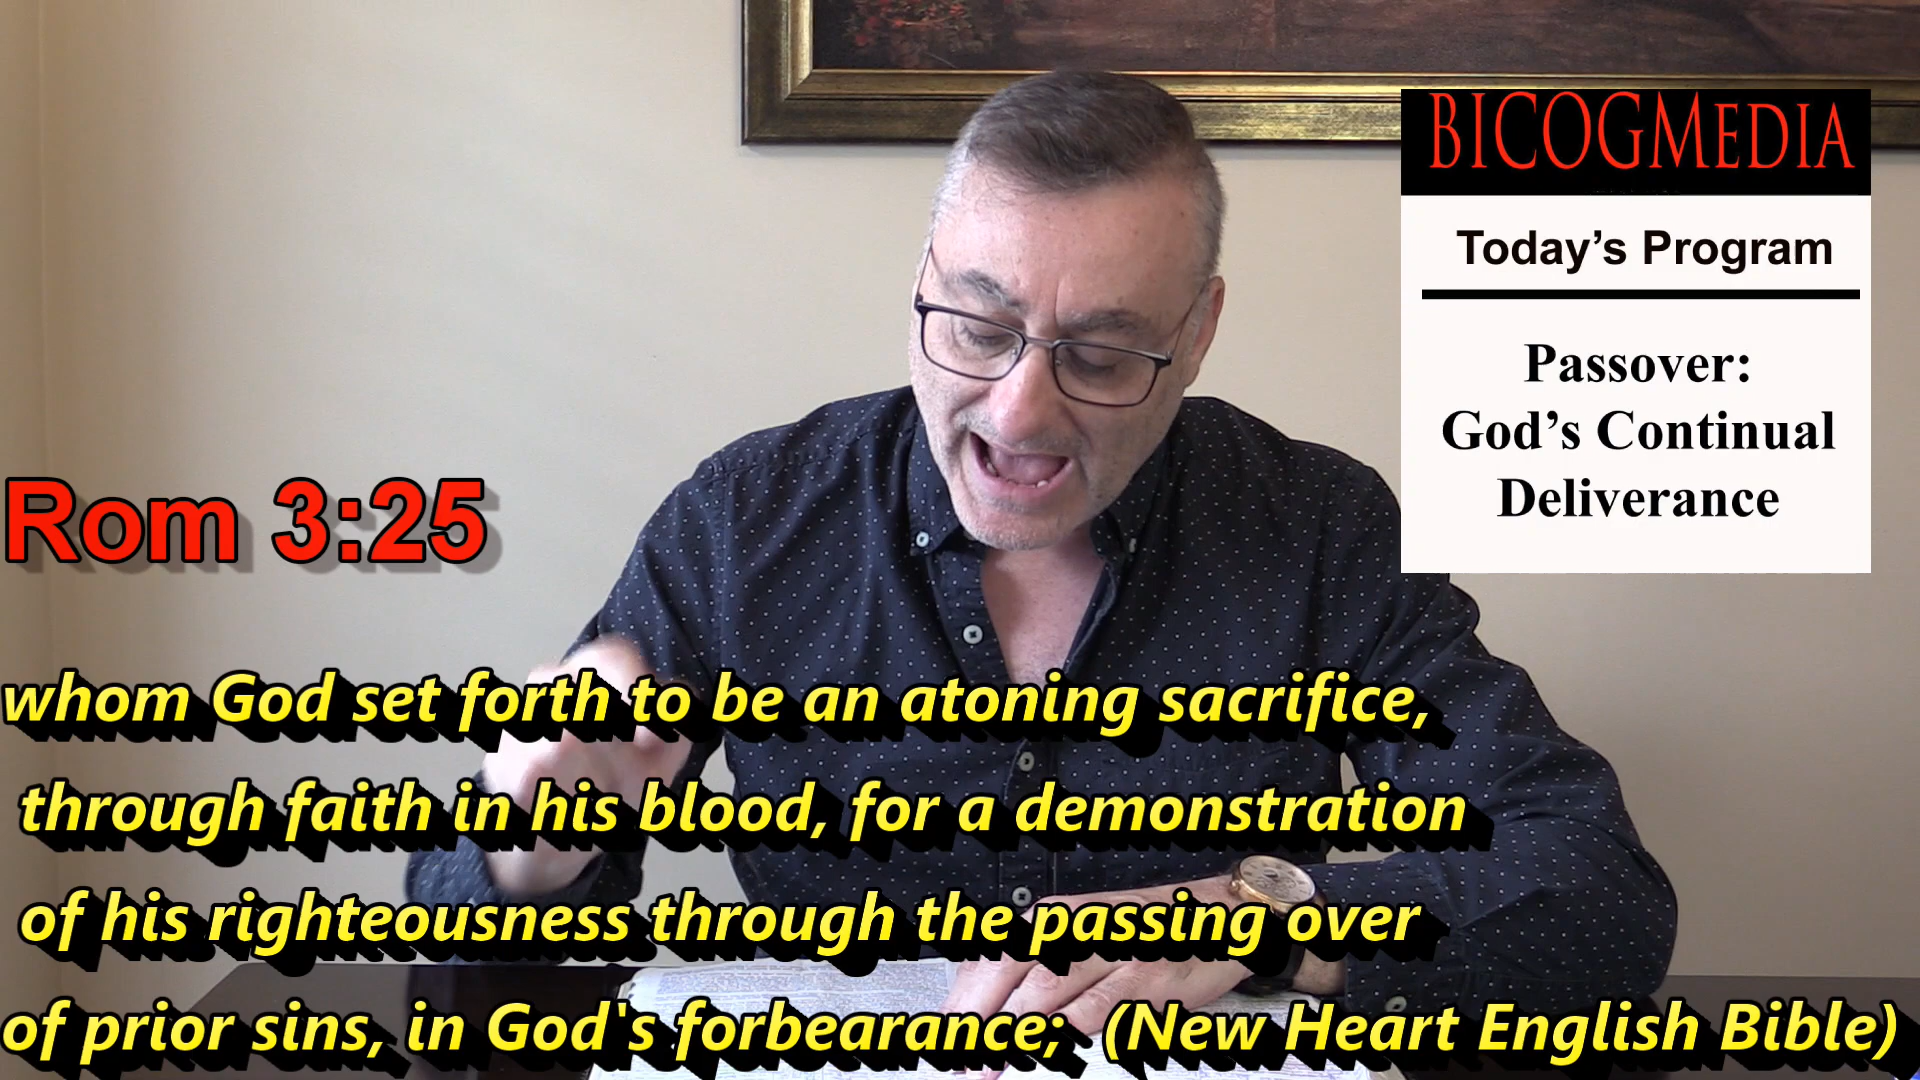 BICOGMEDIA
Today’s Program
Passover:
God’s Continual
Deliverance
Rom 3:25
whom God set forth to be an atoning sacrifice,
through faith in his blood, for a demonstration
of his righteousness through the passing over
of prior sins, in God's forbearance; (New Heart English Bible)